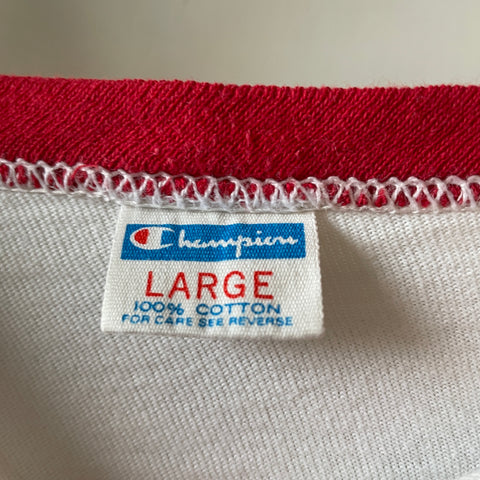 Champion
LARGE
100% COTTON
FOR CARE SEE REVERSE